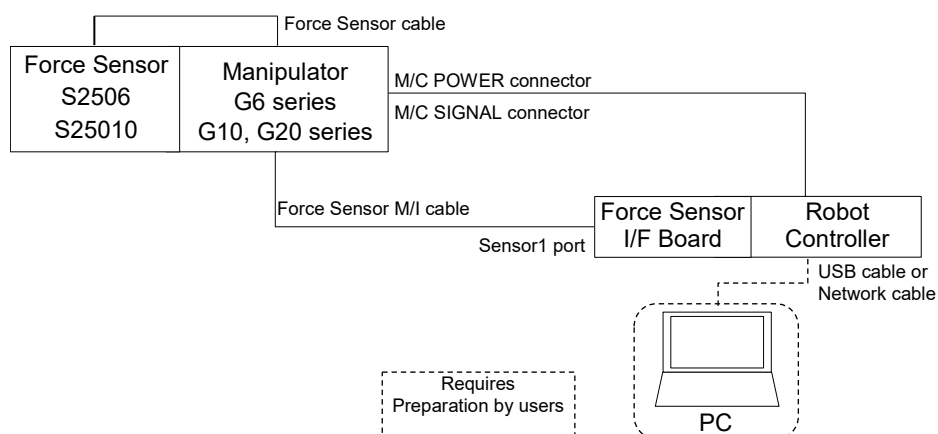 Force Sensor cable
Force Sensor
S2506
S25010
Manipulator
G6 series
G10, G20 series
M/C POWER connector
M/C SIGNAL connector
Force Sensor M/I cable
Sensor1 port
Force Sensor
I/F Board
Robot
Controller
USB cable or
Network cable
Requires
Preparation by users
PC